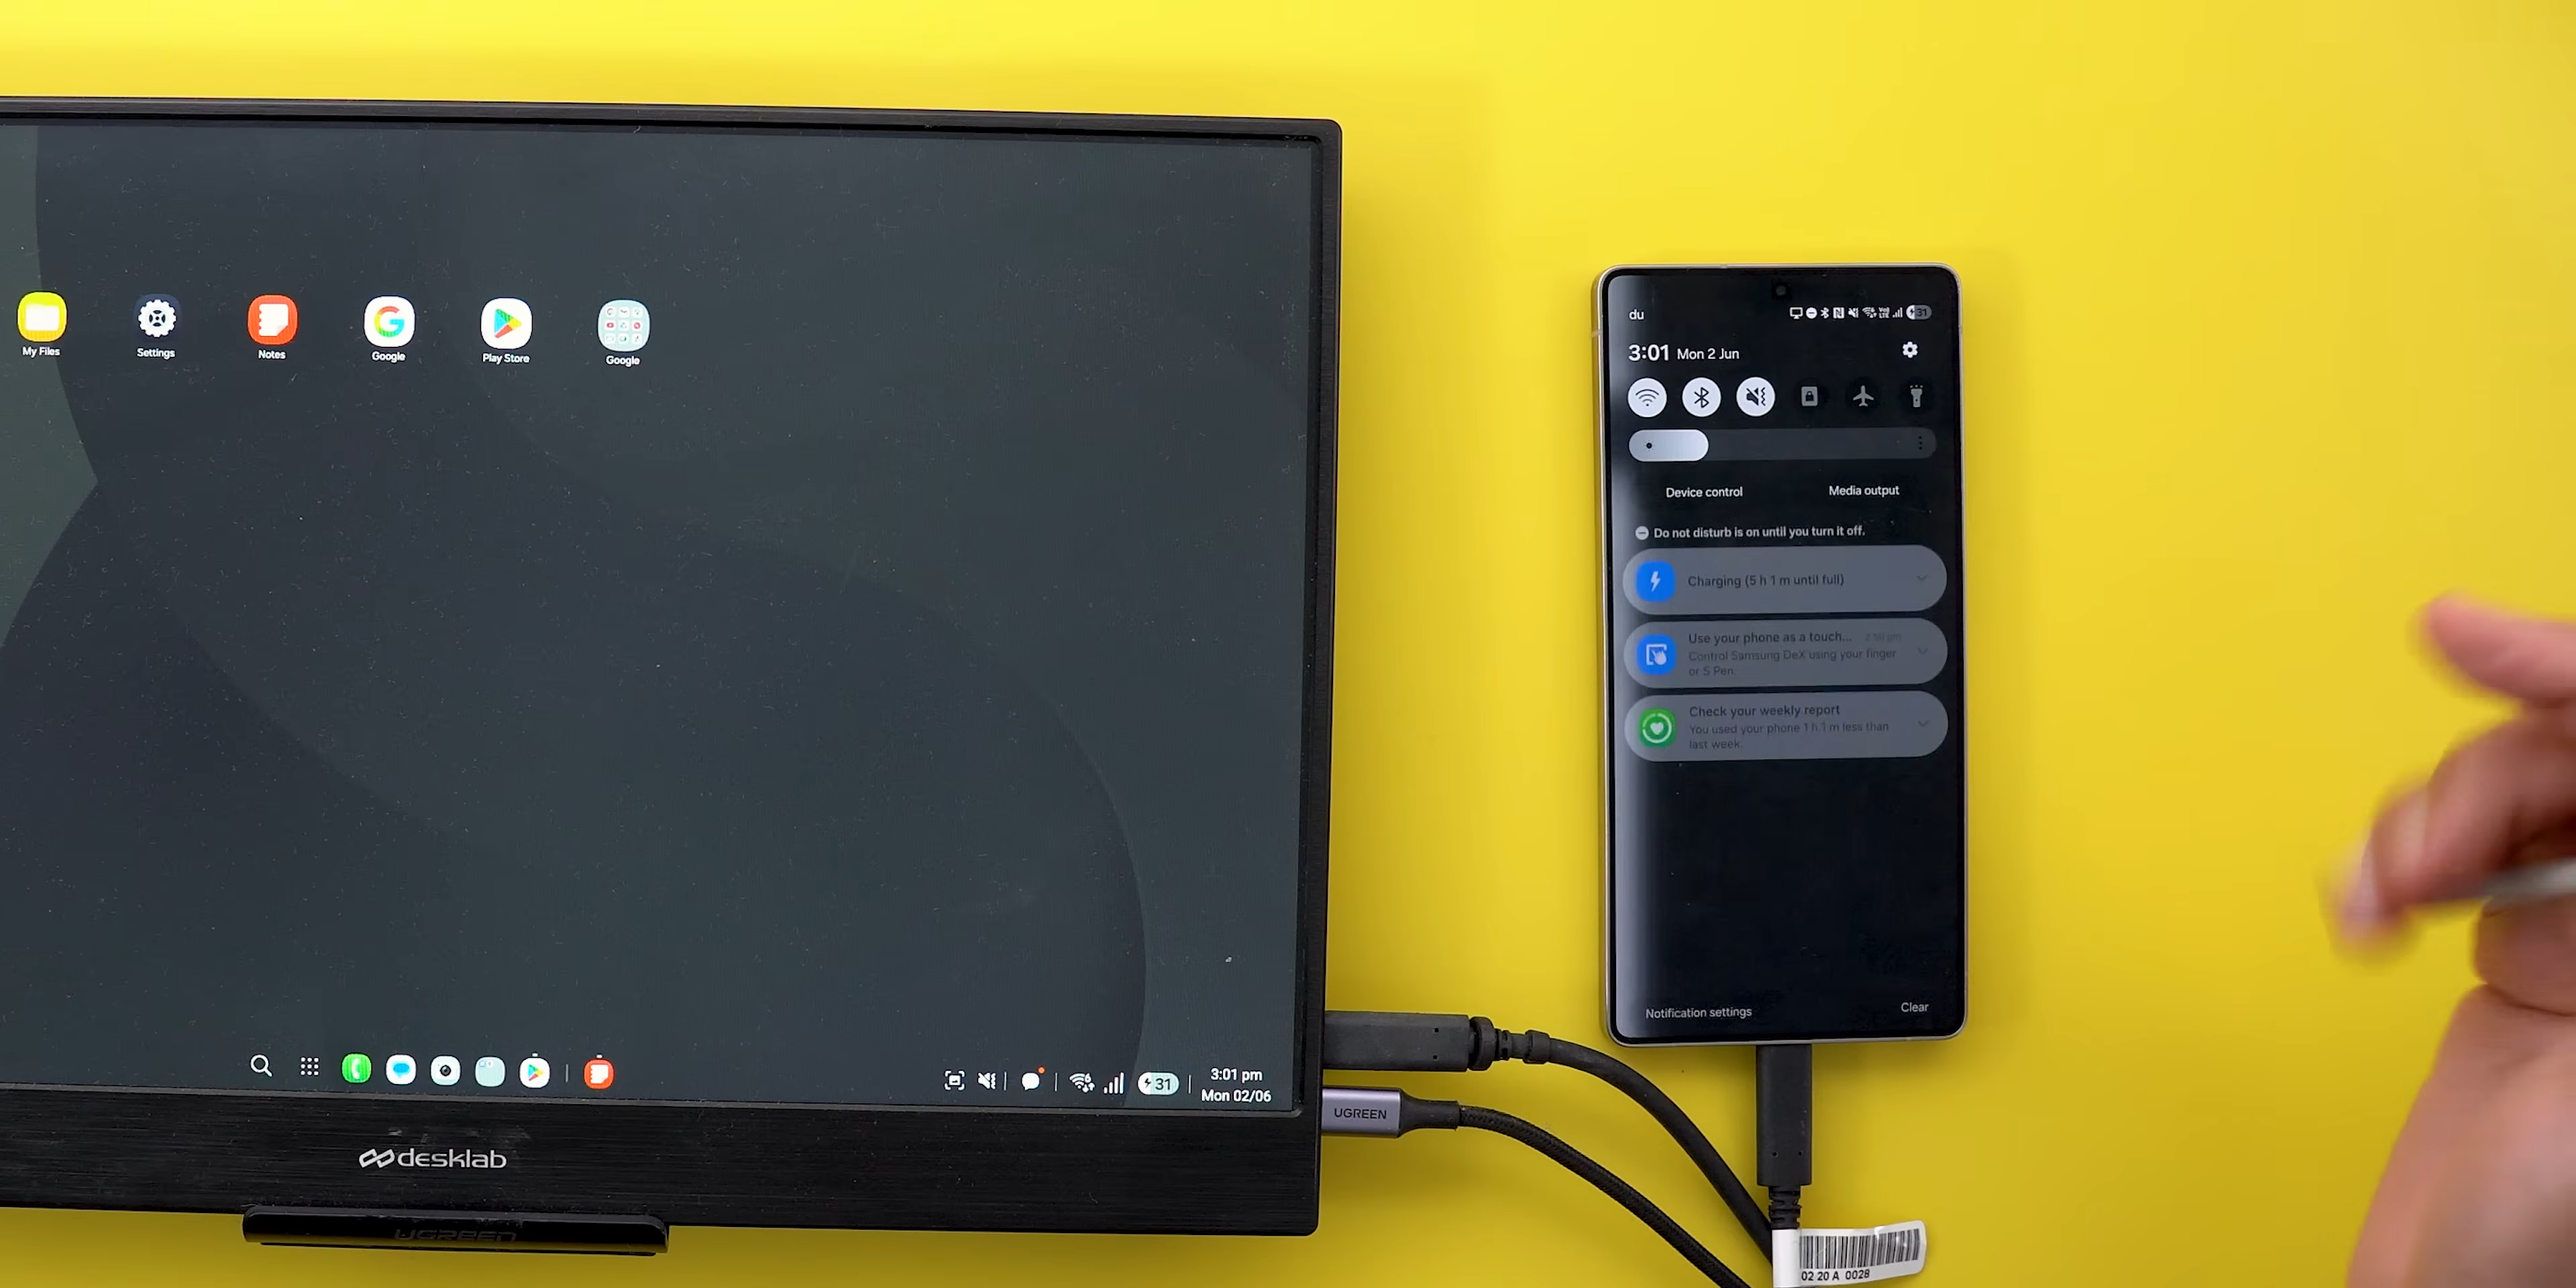 My Files
Settings
Notes
Google
Play Store
Google
31
3:01 pm
Mon 02/06
desklab
UGREEN
UGREEN
du
31
3:01 Mon 2 Jun
Device control
Media output
Do not disturb is on until you turn it off.
Charging (5 h 1 m until full)
Use your phone as a touch...
Control Samsung DeX using your finger
or S Pen.
Check your weekly report
You used your phone 1 h 1 m less than
last week.
Notification settings
Clear
02 20 A 0028